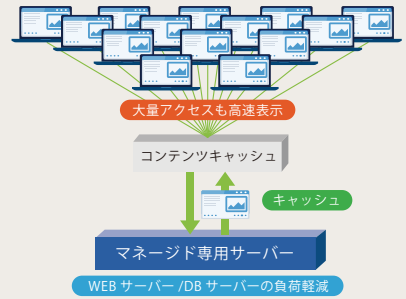 大量アクセスも高速表示
コンテンツキャッシュ
キャッシュ
マネージド専用サーバー
WEB サーバー /DB サーバーの負荷軽減